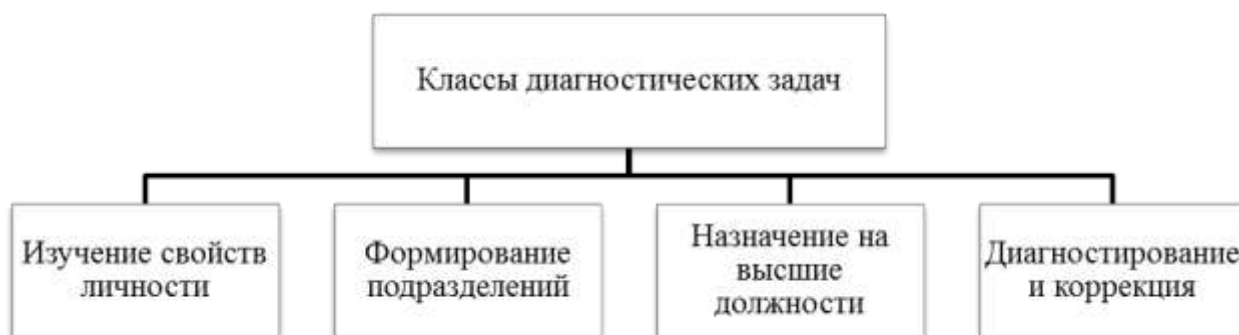 Классы диагностических задач
Изучение свойств
личности
Формирование
подразделений
Назначение на
высшие
должности
Диагностирование
и коррекция